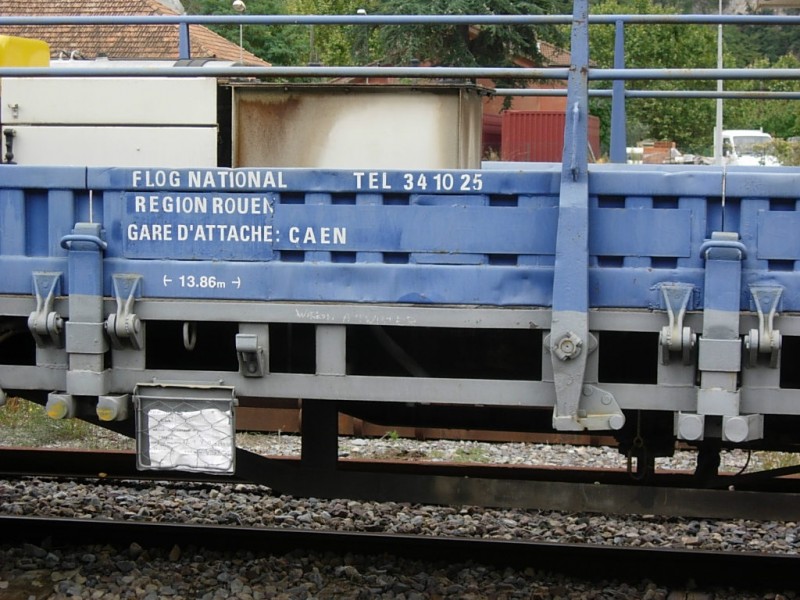 FLOG NATIONAL TEL 34 10 25
REGION ROUEN
GARE D'ATTACHE: CAEN
← 13.86m →